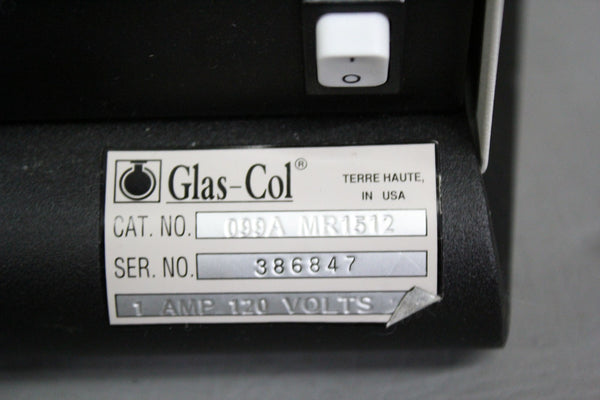 Glas-Col®
TERRE HAUTE,
IN USA
CAT. NO. 099A MR1512
SER. NO. 386847
1 AMP 120 VOLTS